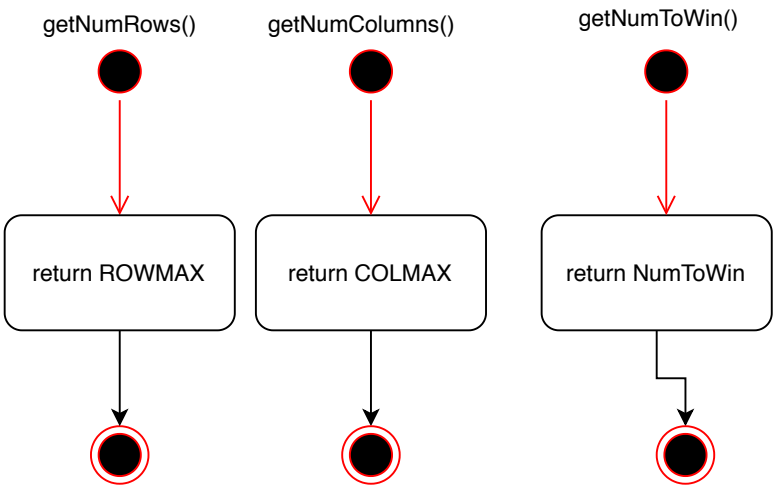 getNumRows()
getNumColumns()
getNumToWin()
return ROWMAX
return COLMAX
return NumToWin